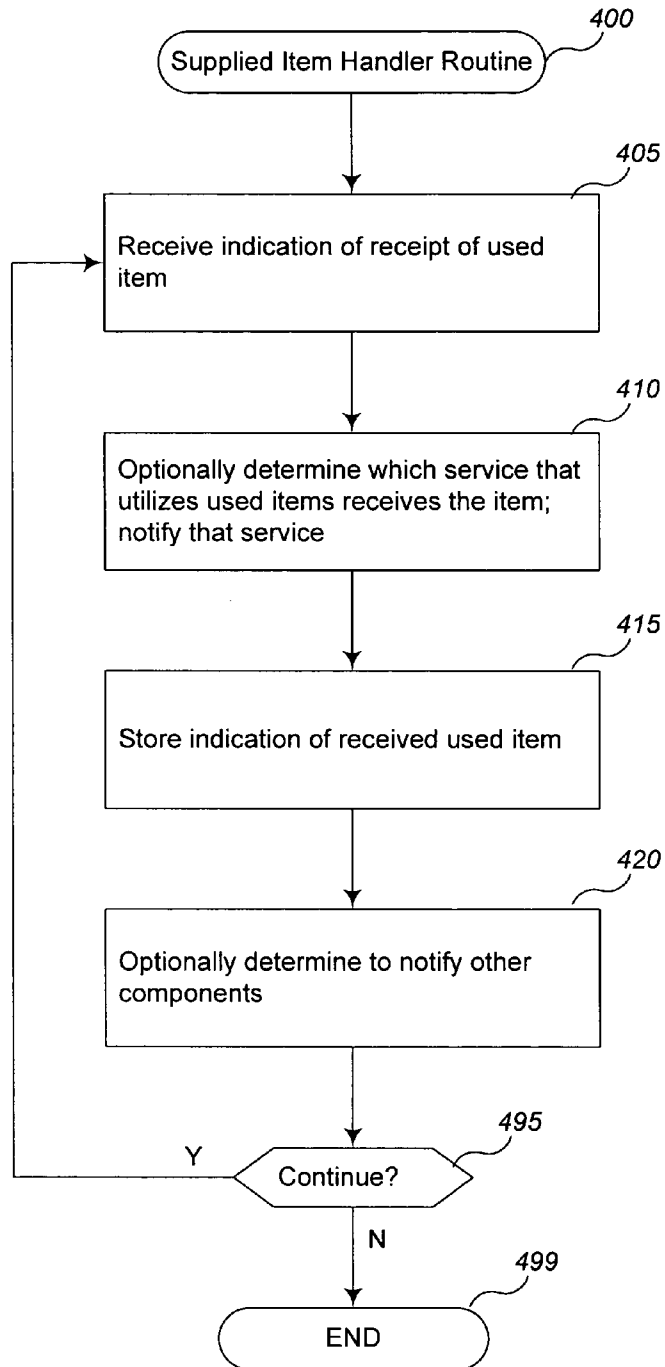 400
Supplied Item Handler Routine
405
Receive indication of receipt of used
item
410
Optionally determine which service that
utilizes used items receives the item;
notify that service
415
Store indication of received used item
420
Optionally determine to notify other
components
495
Y
Continue?
N
499
END